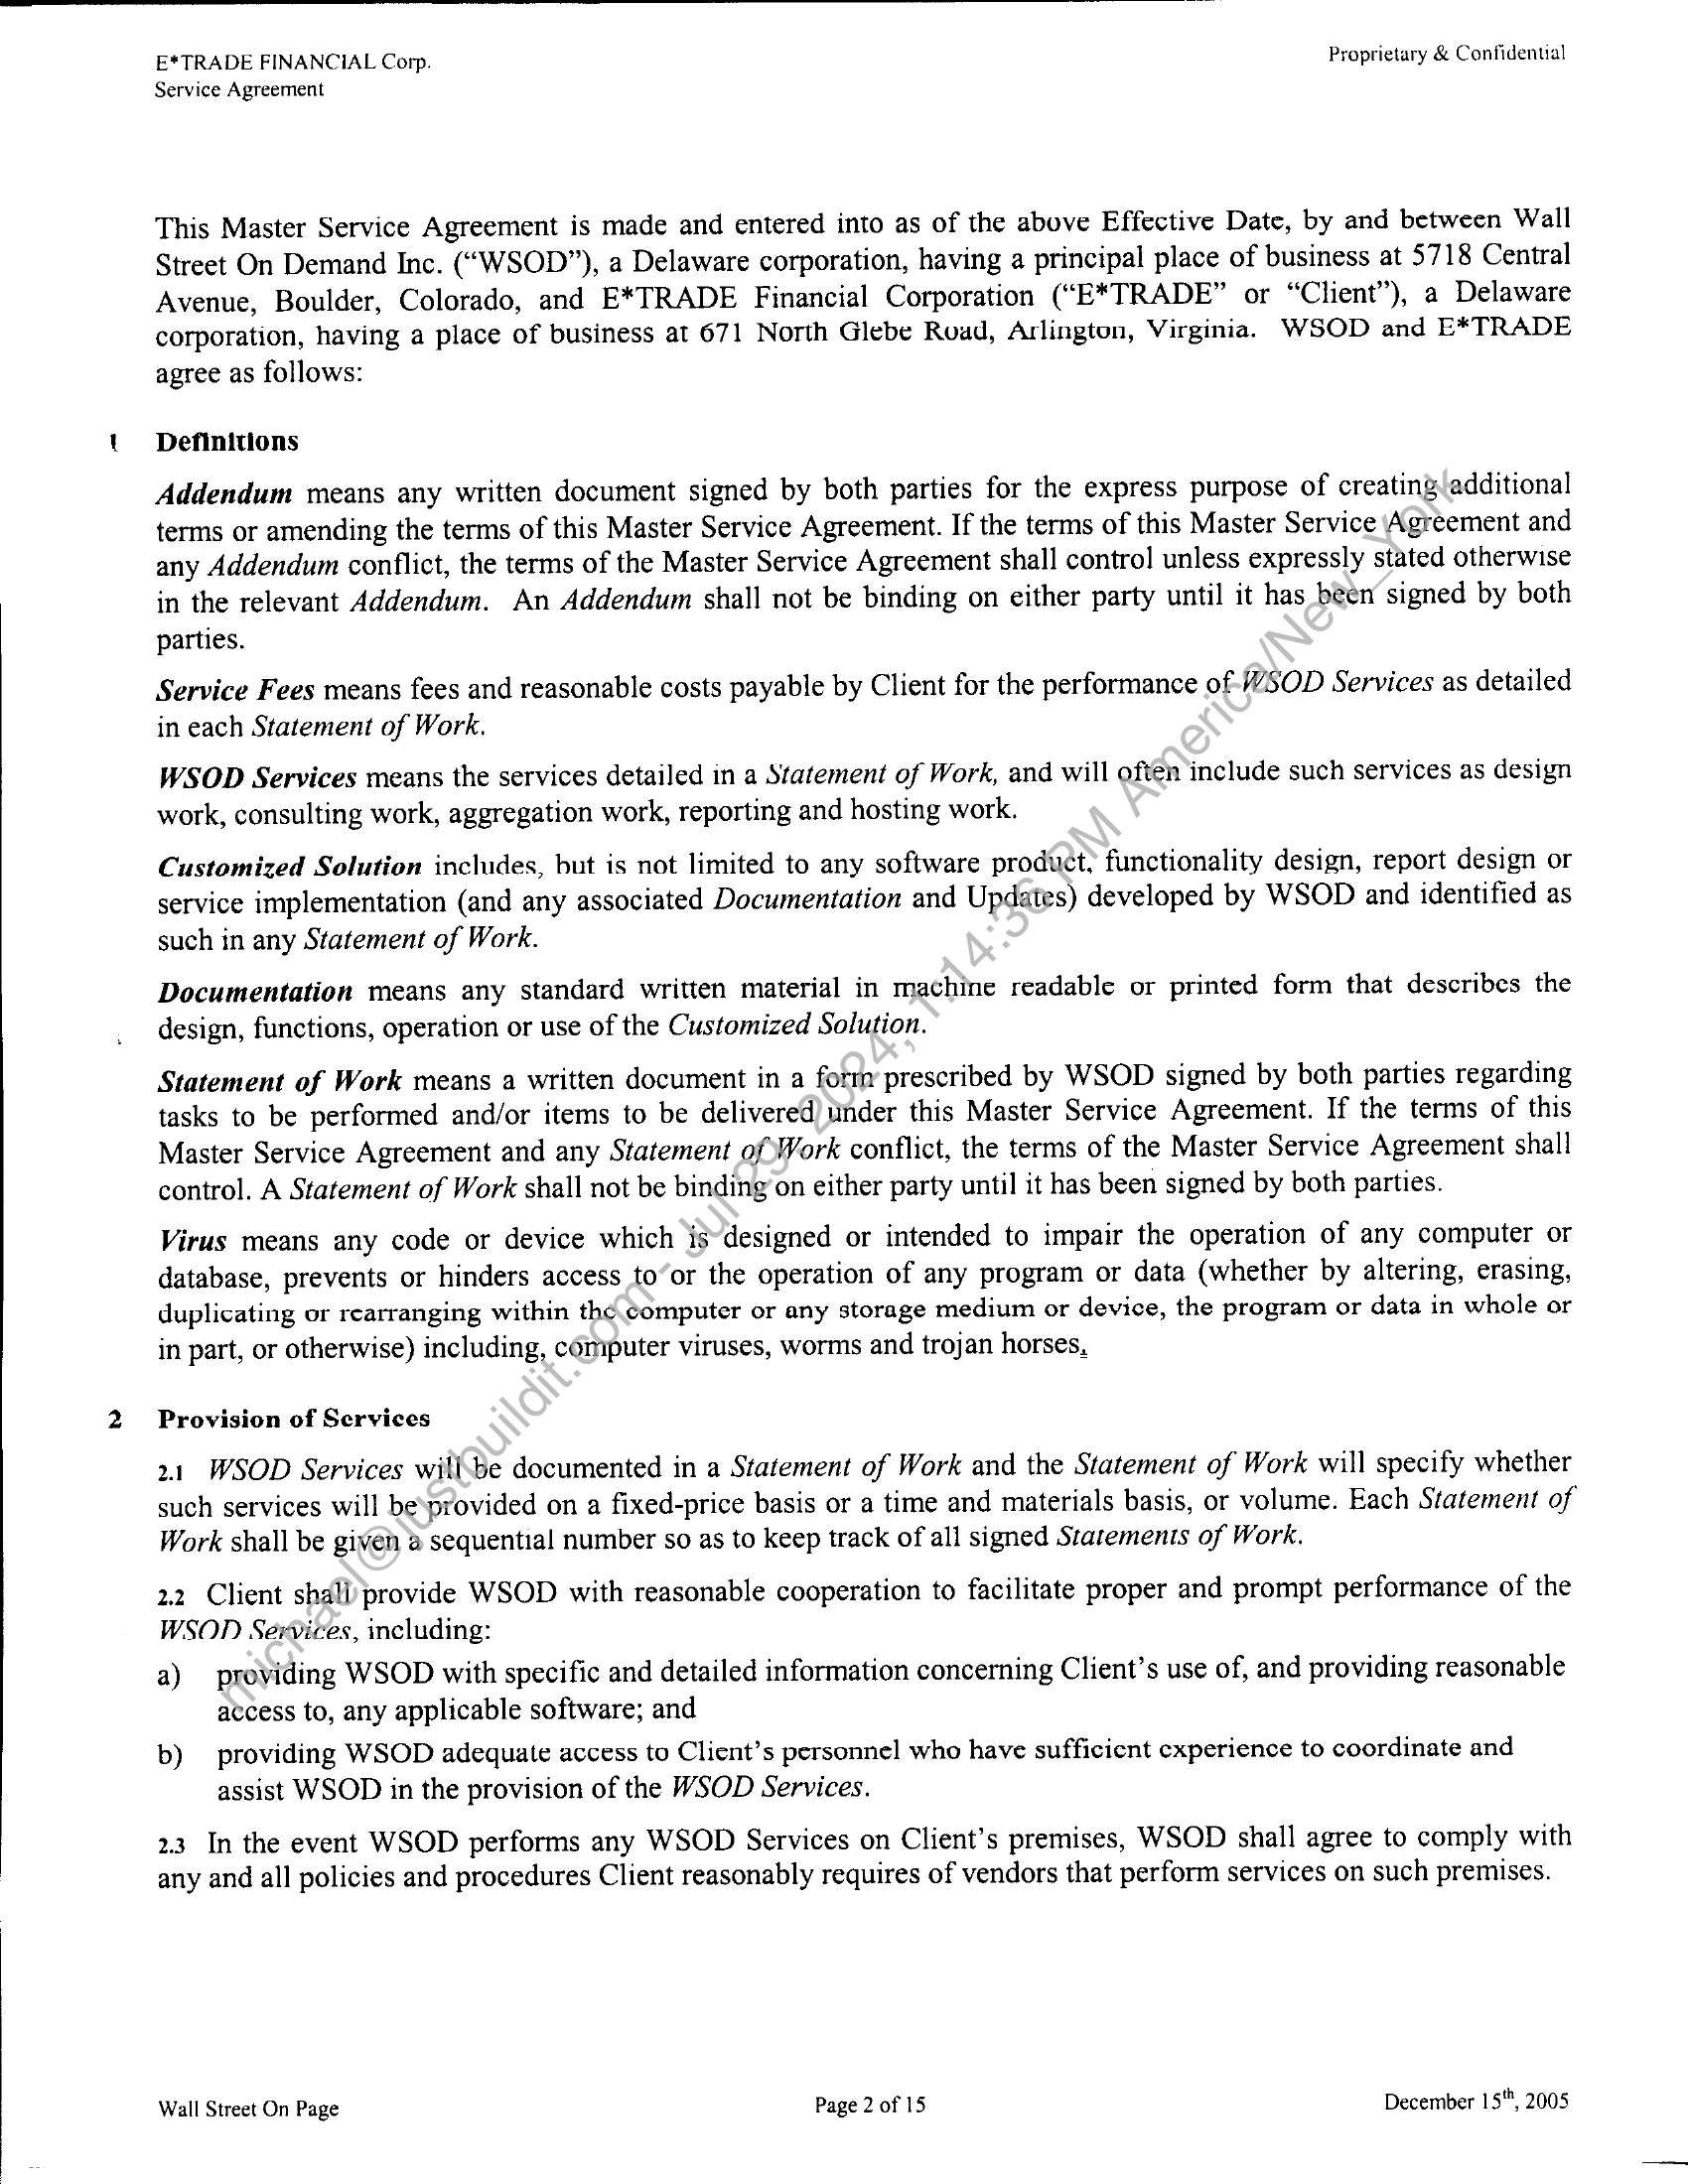 E*TRADE FINANCIAL Corp.
Service Agreement
Proprietary & Confidential
This Master Service Agreement is made and entered into as of the above Effective Date, by and between Wall
Street On Demand Inc. (“WSOD”), a Delaware corporation, having a principal place of business at 5718 Central
Avenue, Boulder, Colorado, and E*TRADE Financial Corporation (“E*TRADE” or “Client”), a Delaware
corporation, having a place of business at 671 North Glebe Road, Arlington, Virginia. WSOD and E*TRADE
agree as follows:
1 Definitions
Addendum means any written document signed by both parties for the express purpose of creating additional
terms or amending the terms of this Master Service Agreement. If the terms of this Master Service Agreement and
any Addendum conflict, the terms of the Master Service Agreement shall control unless expressly stated otherwise
in the relevant Addendum. An Addendum shall not be binding on either party until it has been signed by both
parties.
Service Fees means fees and reasonable costs payable by Client for the performance of WSOD Services as detailed
in each Statement of Work.
WSOD Services means the services detailed in a Statement of Work, and will often include such services as design
work, consulting work, aggregation work, reporting and hosting work.
Customized Solution includes, but is not limited to any software product, functionality design, report design or
service implementation (and any associated Documentation and Updates) developed by WSOD and identified as
such in any Statement of Work.
Documentation means any standard written material in machine readable or printed form that describes the
design, functions, operation or use of the Customized Solution.
Statement of Work means a written document in a form prescribed by WSOD signed by both parties regarding
tasks to be performed and/or items to be delivered under this Master Service Agreement. If the terms of this
Master Service Agreement and any Statement of Work conflict, the terms of the Master Service Agreement shall
control. A Statement of Work shall not be binding on either party until it has been signed by both parties.
Virus means any code or device which is designed or intended to impair the operation of any computer or
database, prevents or hinders access to or the operation of any program or data (whether by altering, erasing,
duplicating or rearranging within the computer or any storage medium or device, the program or data in whole or
in part, or otherwise) including, computer viruses, worms and trojan horses.
2 Provision of Services
2.1 WSOD Services will be documented in a Statement of Work and the Statement of Work will specify whether
such services will be provided on a fixed-price basis or a time and materials basis, or volume. Each Statement of
Work shall be given a sequential number so as to keep track of all signed Statements of Work.
2.2 Client shall provide WSOD with reasonable cooperation to facilitate proper and prompt performance of the
WSOD Services, including:
a) providing WSOD with specific and detailed information concerning Client’s use of, and providing reasonable
access to, any applicable software; and
b) providing WSOD adequate access to Client’s personnel who have sufficient experience to coordinate and
assist WSOD in the provision of the WSOD Services.
2.3 In the event WSOD performs any WSOD Services on Client’s premises, WSOD shall agree to comply with
any and all policies and procedures Client reasonably requires of vendors that perform services on such premises.
Wall Street On Page
Page 2 of 15
December 15th, 2005
michael@justbuildit.com - Jul 29, 2024, 1:14:36 PM America/New_York